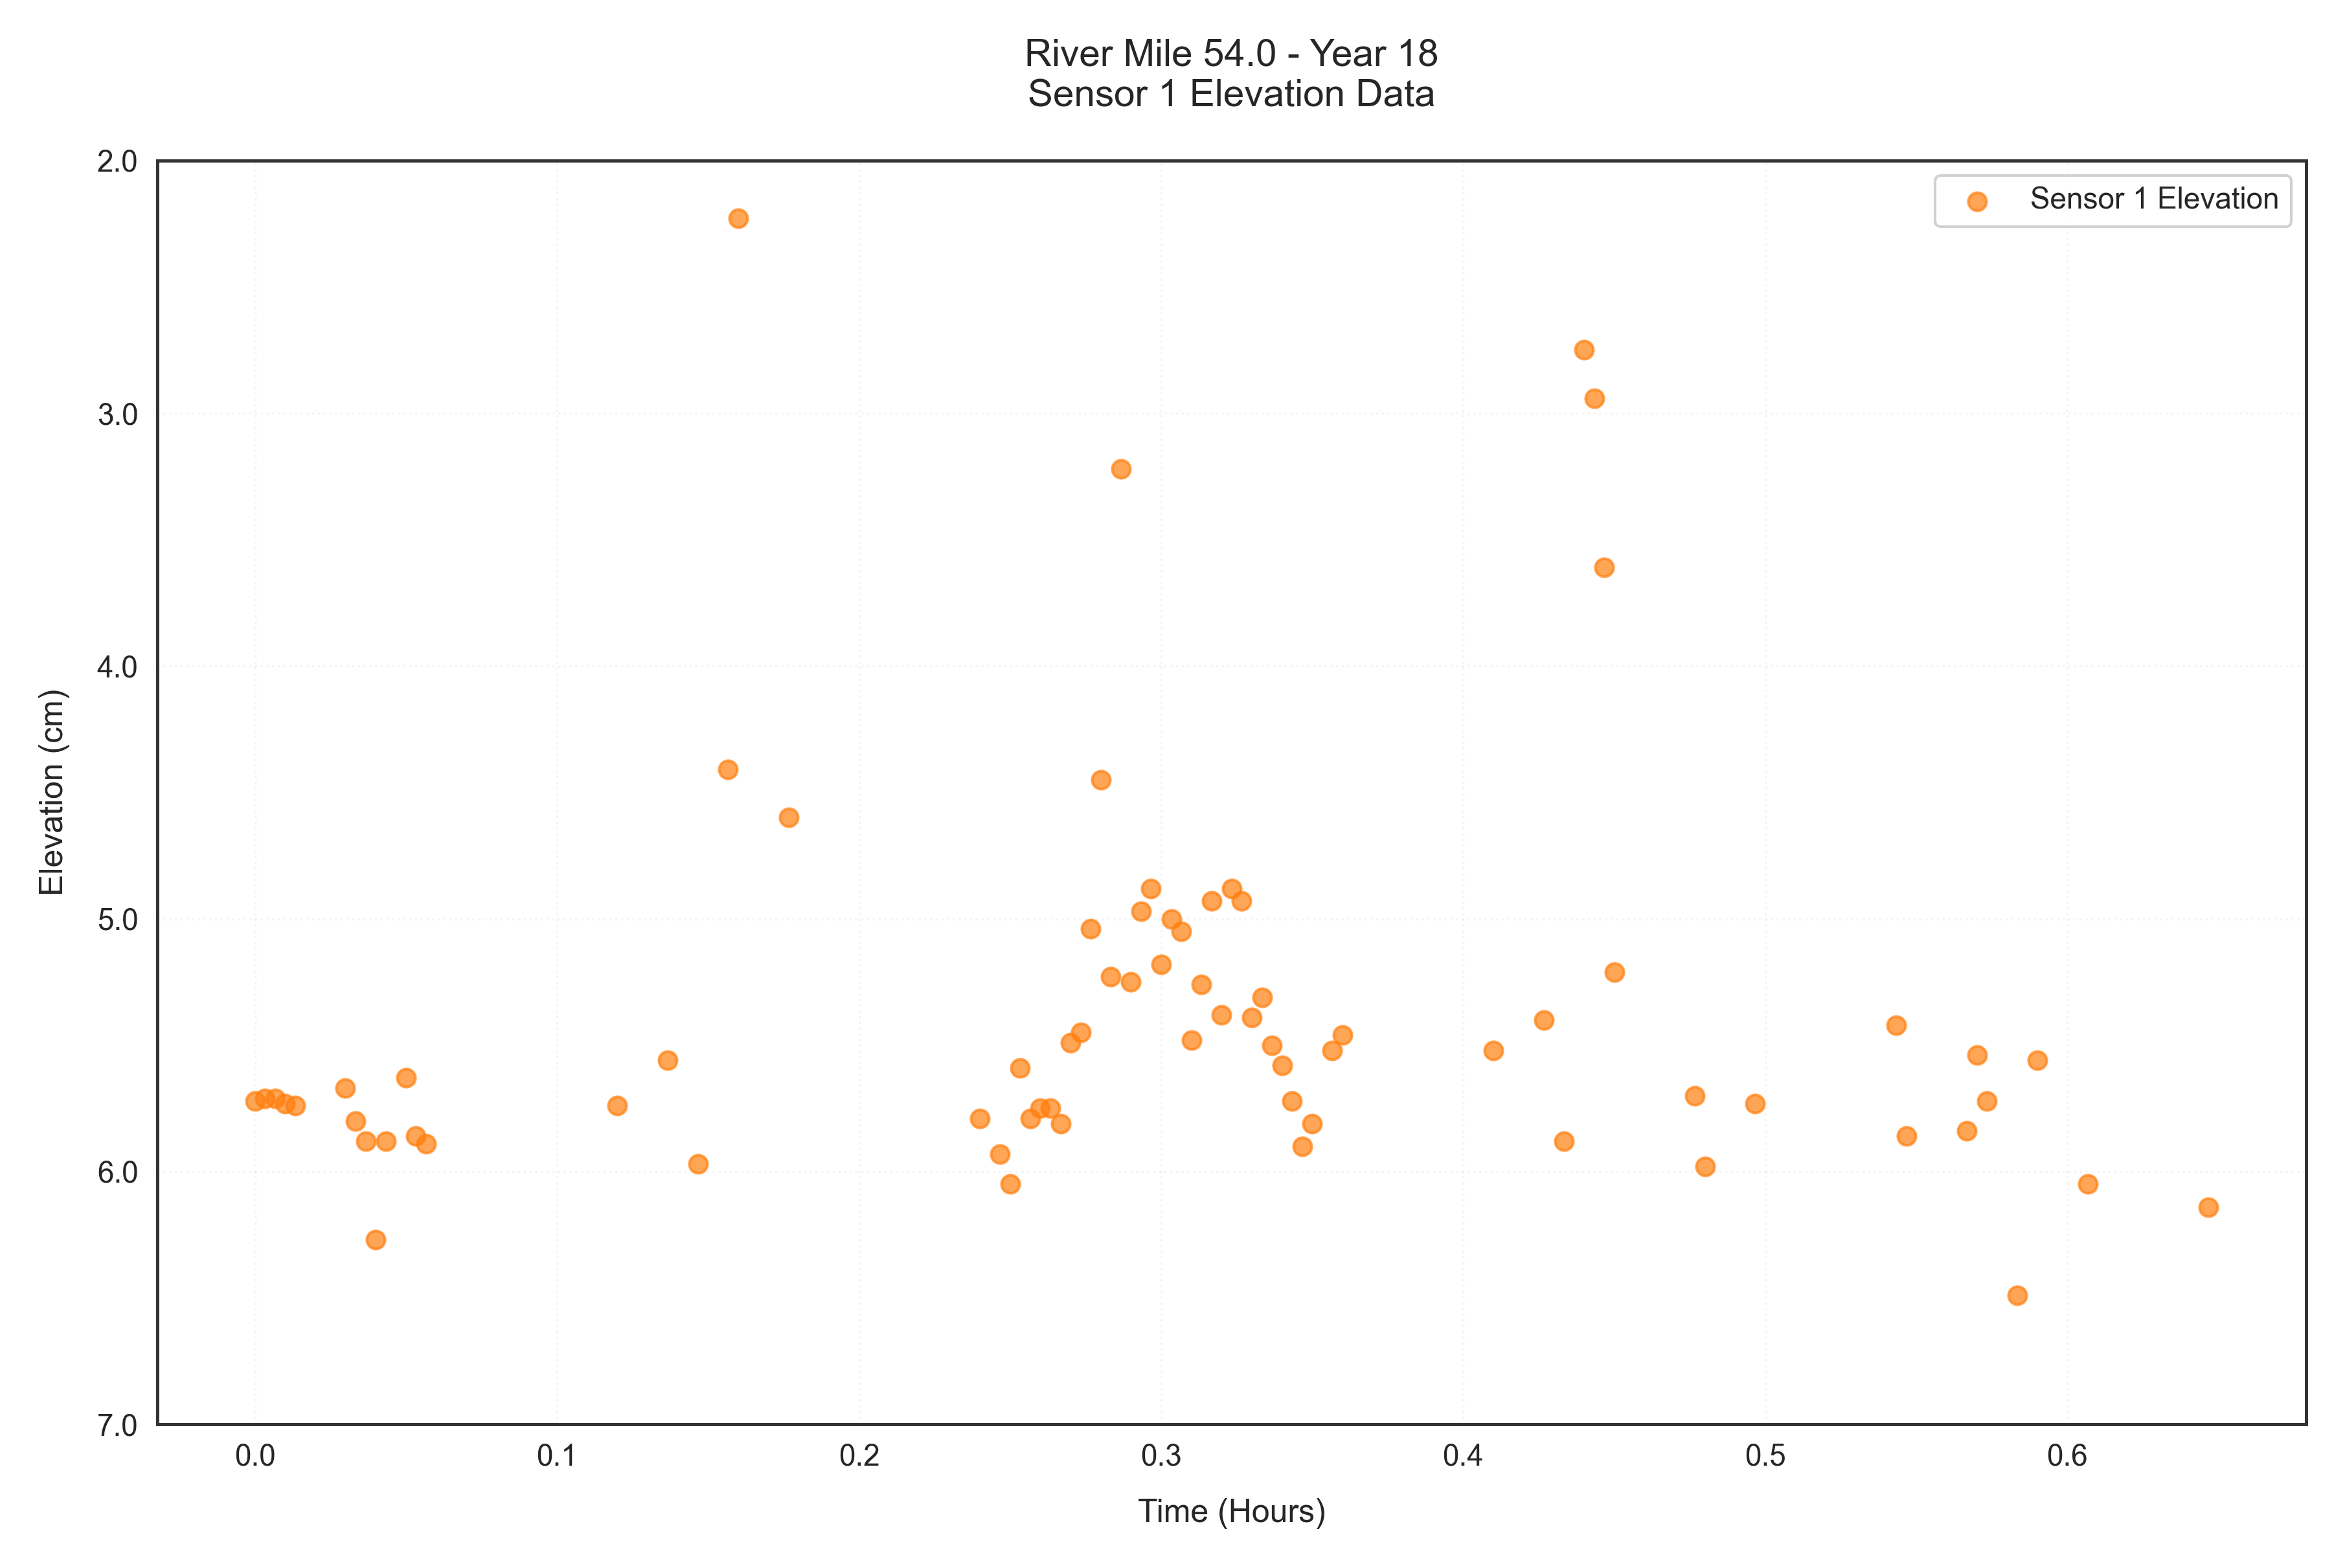 River Mile 54.0 - Year 18
Sensor 1 Elevation Data
Sensor 1 Elevation
2.0
3.0
4.0
5.0
6.0
7.0
Elevation (cm)
0.0 0.1 0.2 0.3 0.4 0.5 0.6
Time (Hours)